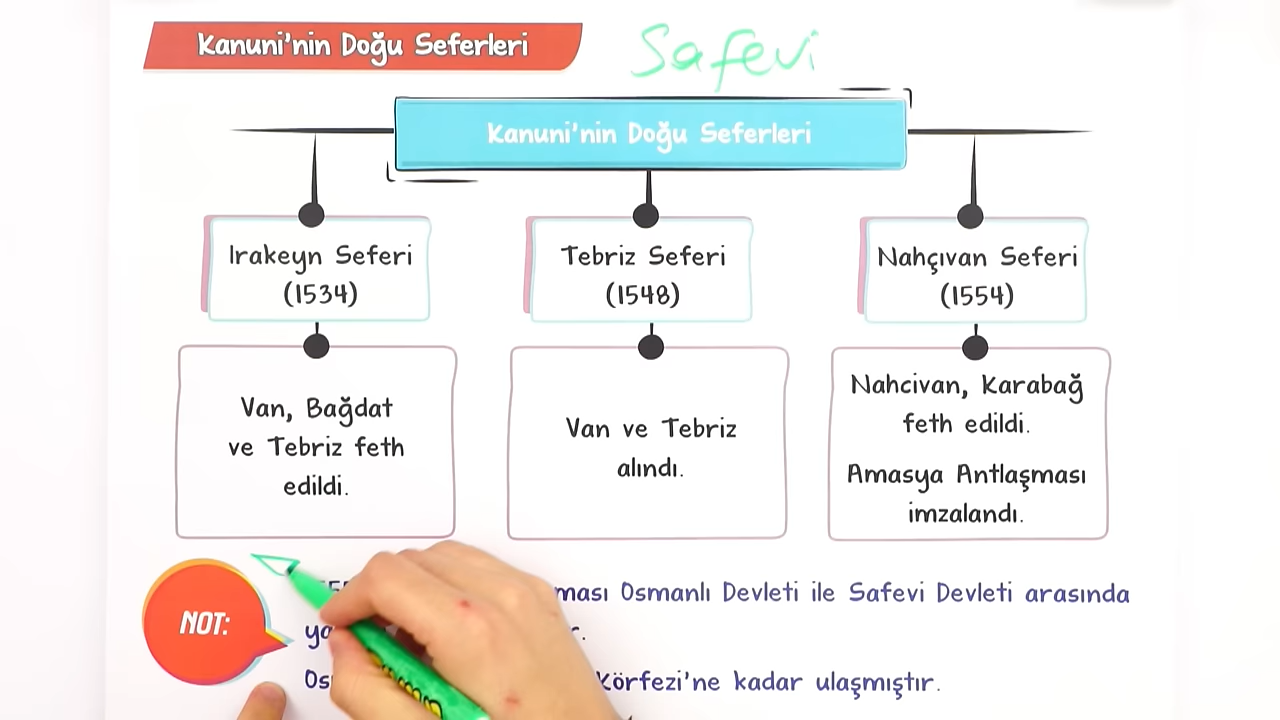 Kanuni'nin Doğu Seferleri
Safevi
Kanuni'nin Doğu Seferleri
Irakeyn Seferi
(1534)
Tebriz Seferi
(1548)
Nahçıvan Seferi
(1554)
Van, Bağdat
ve Tebriz feth
edildi.
Van ve Tebriz
alındı.
Nahcivan, Karabağ
feth edildi.
Amasya Antlaşması
imzalandı.
NOT:
Osmanlı Devleti ile Safevi Devleti arasında
Körfezi'ne kadar ulaşmıştır.